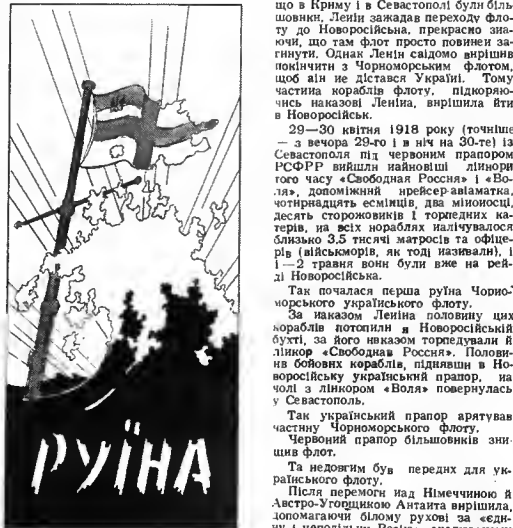 РУЇНА
що в Криму і в Севастополі були біль
шовики, Ленін зажадав переходу фло-
ту до Новоросійська, прекрасно зна-
ючи, що там флот просто повинен за-
гинути. Однак Ленін свідомо вирішив
покінчити з Чорноморським флотом,
щоб він не дістався Україні. Тому
частина кораблів флоту, підкоряю-
чись наказові Леніна, вирішила йти
в Новоросійськ.
29—30 квітня 1918 року (точніше
— з вечора 29-го і в ніч на 30-те) із
Севастополя під червоним прапором
РСФРР вийшли найновіші лінкори
того часу «Свободная Россия» і «Во-
ля», допоміжний крейсер-авіаматка,
чотирнадцять есмінців, два міноносці,
десять сторожовиків і торпедних ка-
терів, на всіх кораблях налічувалося
близько 3,5 тисячі матросів та офіце-
рів (військморів, як тоді називали), і
1—2 травня вони були вже на рей-
ді Новоросійська.
Так почалася перша руїна Чорно-
морського українського флоту.
За наказом Леніна половину цих
кораблів потопили в Новоросійській
бухті, за його наказом торпедували й
лінкор «Свободная Россия». Полови-
на бойових кораблів, піднявши в Но-
воросійську український прапор, на
чолі з лінкором «Воля» повернулась
у Севастополь.
Так український прапор врятував
частину Чорноморського флоту.
Червоний прапор більшовиків зни-
щив флот.
Та недовгим був передих для ук-
раїнського флоту.
Після перемоги над Німеччиною й
Австро-Угорщиною Антанта вирішила,
допомагаючи білому рухові за «єди-